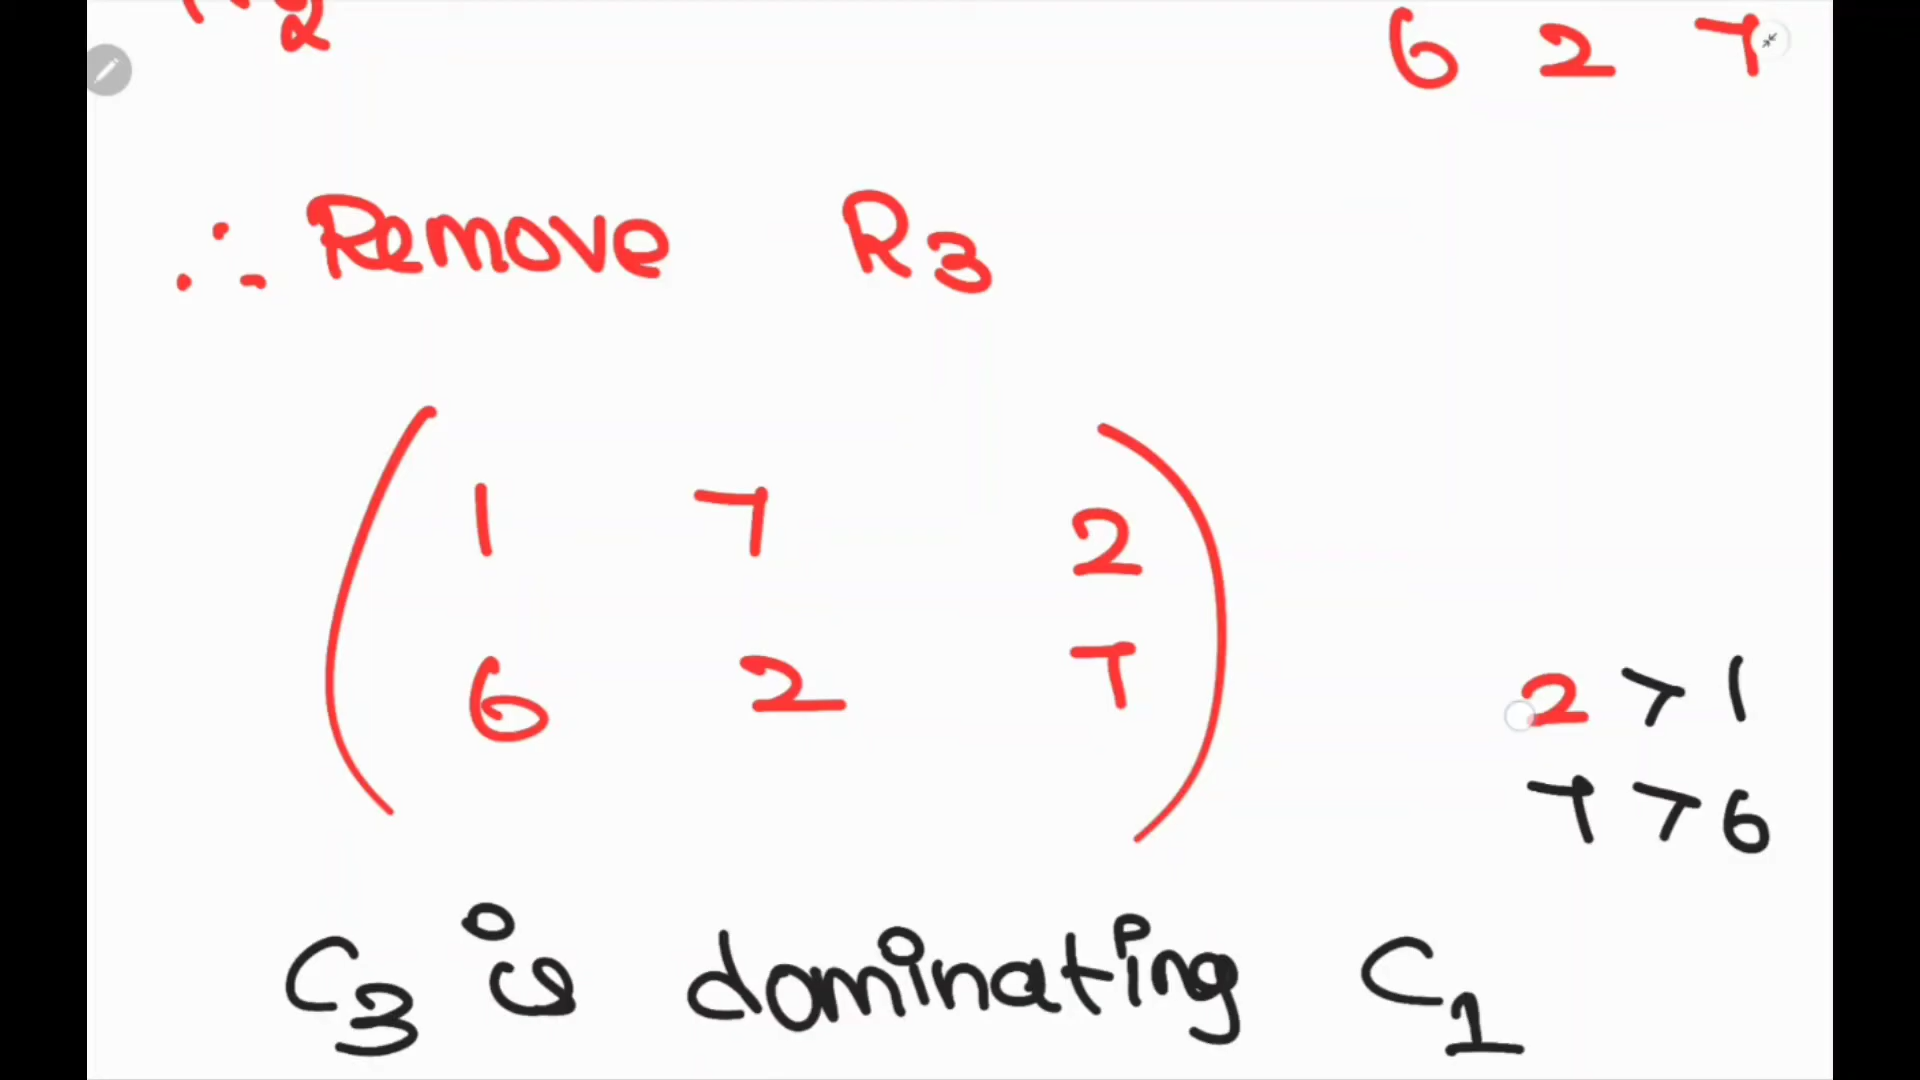 6 2 7
∴ Remove R3
1 7 2
6 2 7
2 > 1
7 > 6
C3 is dominating C1